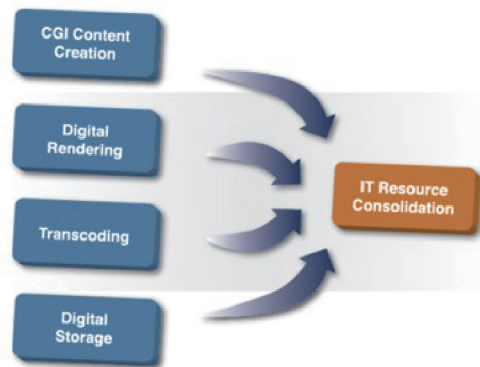 CGI Content
Creation
Digital
Rendering
Transcoding
Digital
Storage
IT Resource
Consolidation